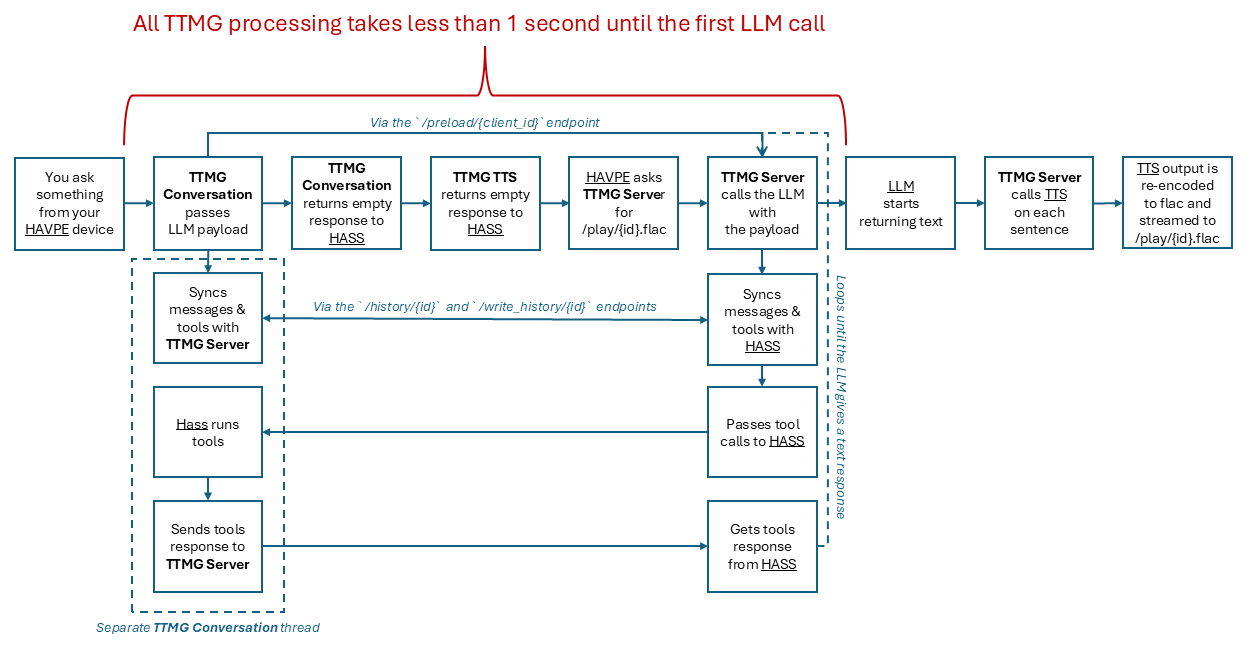 All TTMG processing takes less than 1 second until the first LLM call
Via the `/preload/{client_id}` endpoint
You ask
something
from your
HAVPE device
TTMG
Conversation
passes
LLM payload
TTMG
Conversation
returns empty
response to
HASS
TTMG TTS
returns empty
response to
HASS
HAVPE asks
TTMG Server
for
/play/{id}.flac
TTMG Server
calls the LLM
with
the payload
LLM
starts
returning text
TTMG Server
calls TTS
on each
sentence
TTS output is
re-encoded
to flac and
streamed to
/play/{id}.flac
Syncs
messages &
tools with
TTMG Server
Via the `/history/{id}` and `/write_history/{id}` endpoints
Syncs
messages &
tools with
HASS
Loops until the LLM gives a text response
Hass runs
tools
Passes tool
calls to HASS
Sends tools
response to
TTMG Server
Gets tools
response
from HASS
Separate TTMG Conversation thread